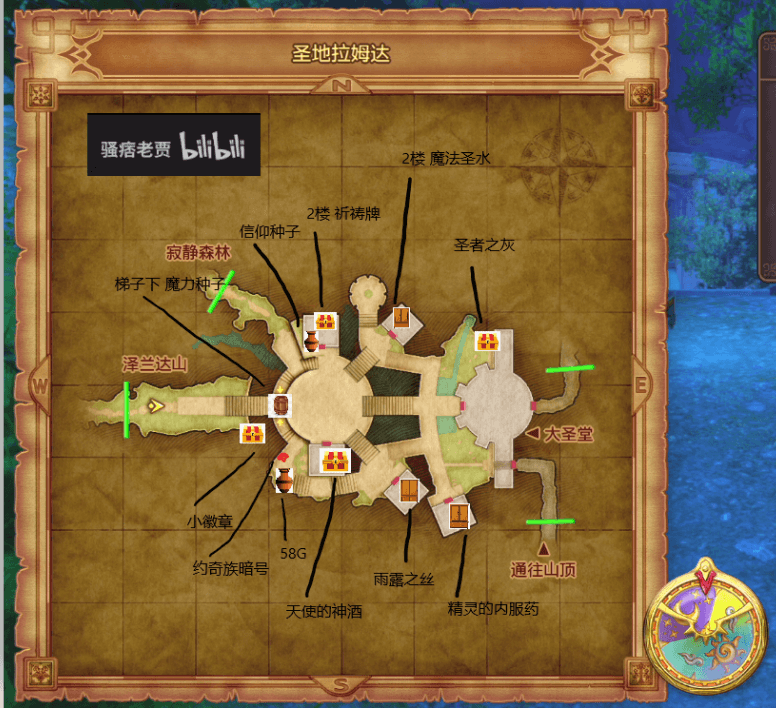 圣地拉姆达
N
骚痞老贾 bilibili
2楼 魔法圣水
2楼 祈祷牌
信仰种子
圣者之灰
寂静森林
梯子下 魔力种子
泽兰达山
W
E
大圣堂
小徽章
58G
约奇族暗号
雨露之丝
通往山顶
天使的神酒
精灵的内服药
S